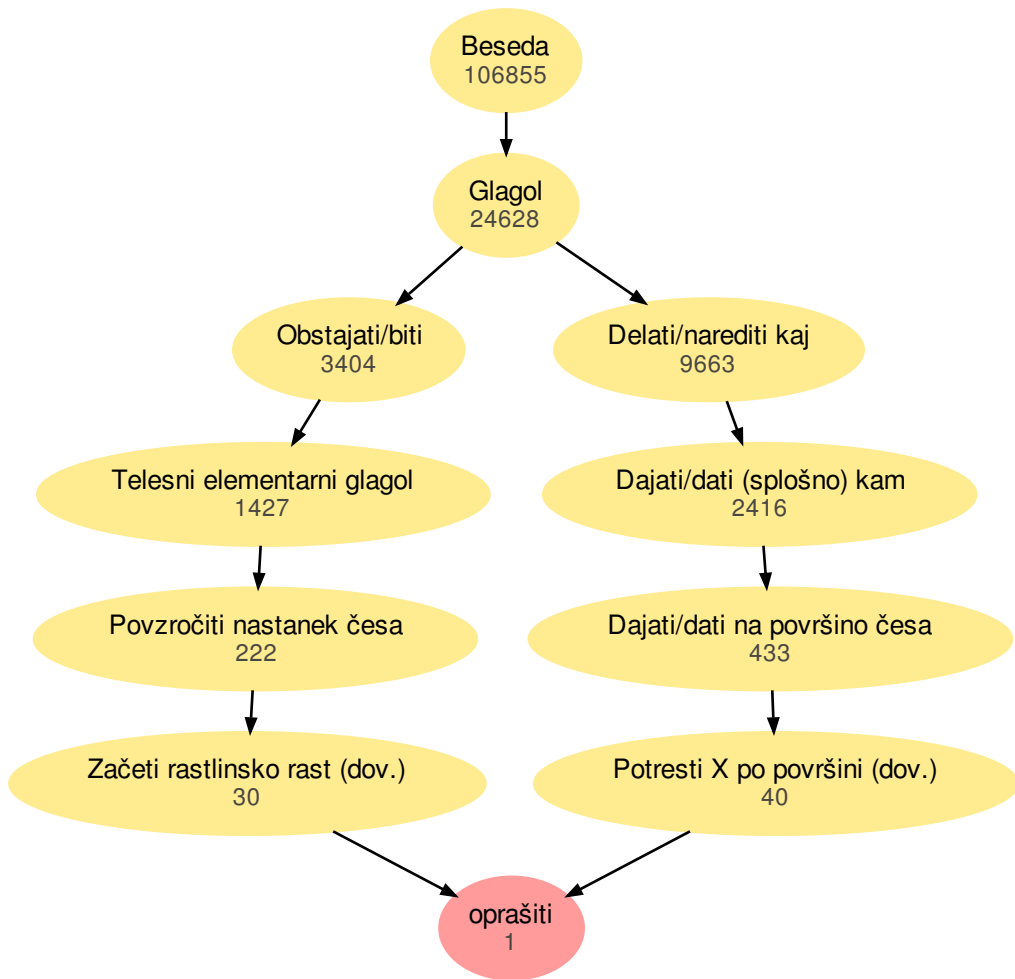 Beseda
106855
Glagol
24628
Obstajati/biti
3404
Delati/narediti kaj
9663
Telesni elementarni glagol
1427
Dajati/dati (splošno) kam
2416
Povzročiti nastanek česa
222
Dajati/dati na površino česa
433
Začeti rastlinsko rast (dov.)
30
Potresti X po površini (dov.)
40
oprašiti
1